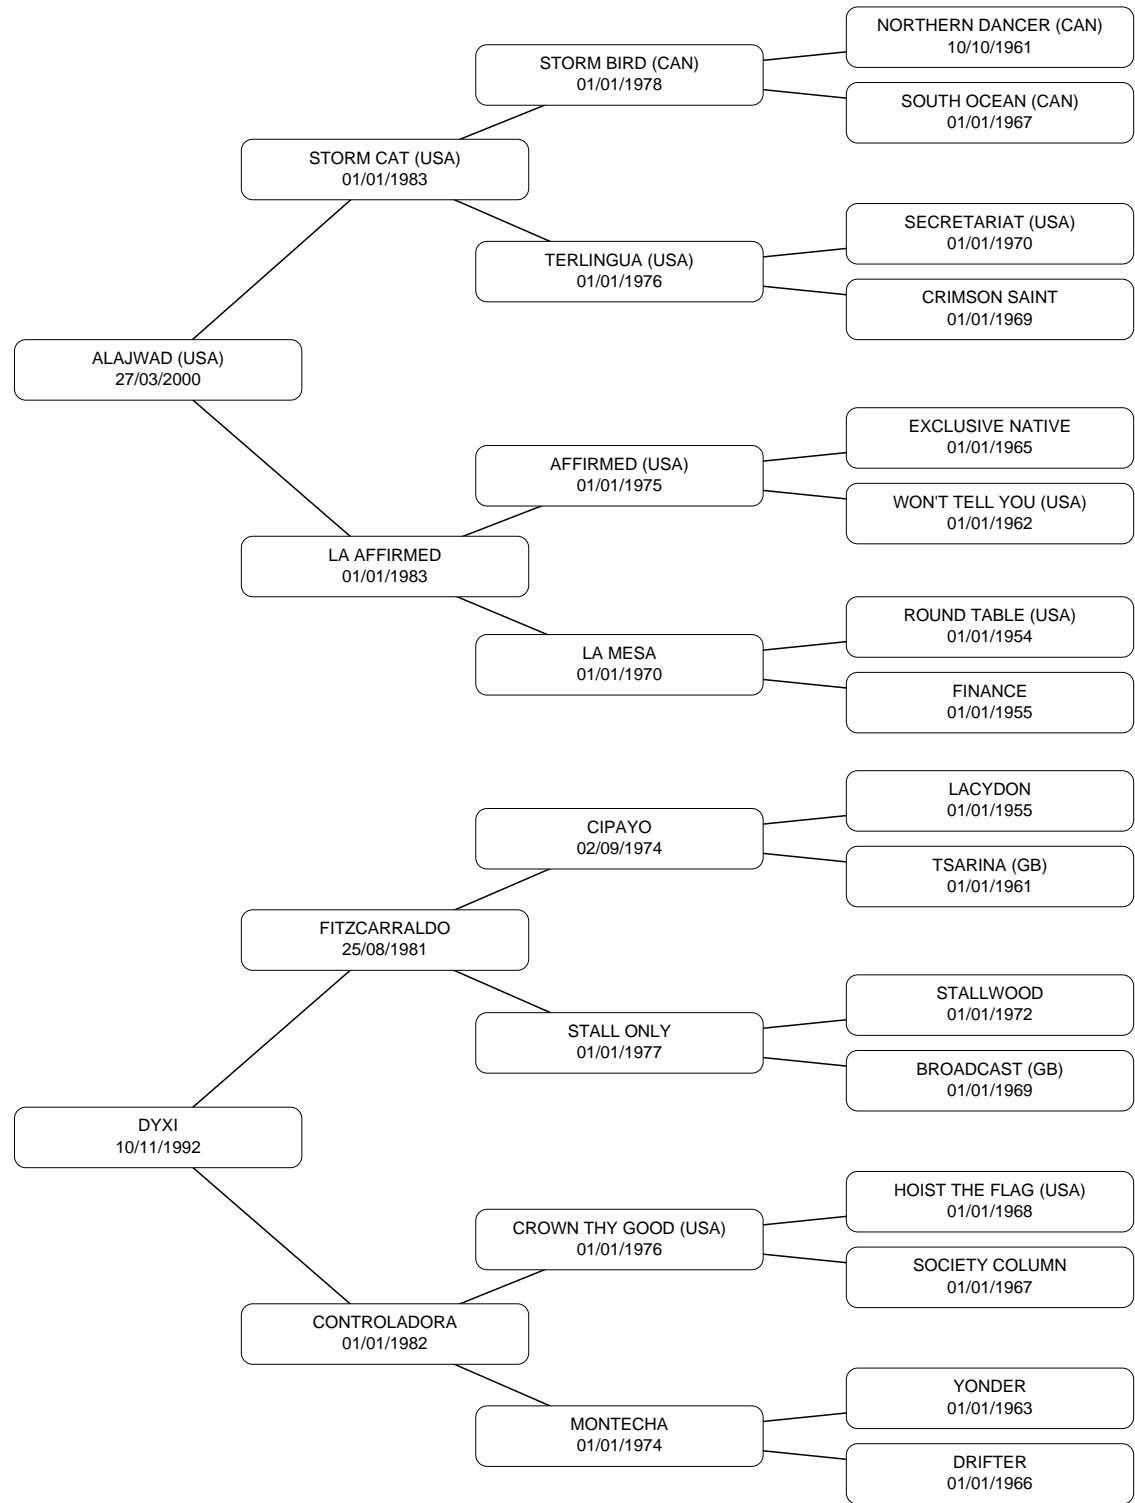 NORTHERN DANCER (CAN)
10/10/1961
STORM BIRD (CAN)
01/01/1978
SOUTH OCEAN (CAN)
01/01/1967
STORM CAT (USA)
01/01/1983
SECRETARIAT (USA)
01/01/1970
TERLINGUA (USA)
01/01/1976
CRIMSON SAINT
01/01/1969
ALAJWAD (USA)
27/03/2000
EXCLUSIVE NATIVE
01/01/1965
AFFIRMED (USA)
01/01/1975
WON'T TELL YOU (USA)
01/01/1962
LA AFFIRMED
01/01/1983
ROUND TABLE (USA)
01/01/1954
LA MESA
01/01/1970
FINANCE
01/01/1955
LACYDON
01/01/1955
CIPAYO
02/09/1974
TSARINA (GB)
01/01/1961
FITZCARRALDO
25/08/1981
STALLWOOD
01/01/1972
STALL ONLY
01/01/1977
BROADCAST (GB)
01/01/1969
DYXI
10/11/1992
HOIST THE FLAG (USA)
01/01/1968
CROWN THY GOOD (USA)
01/01/1976
SOCIETY COLUMN
01/01/1967
CONTROLADORA
01/01/1982
YONDER
01/01/1963
MONTECHA
01/01/1974
DRIFTER
01/01/1966